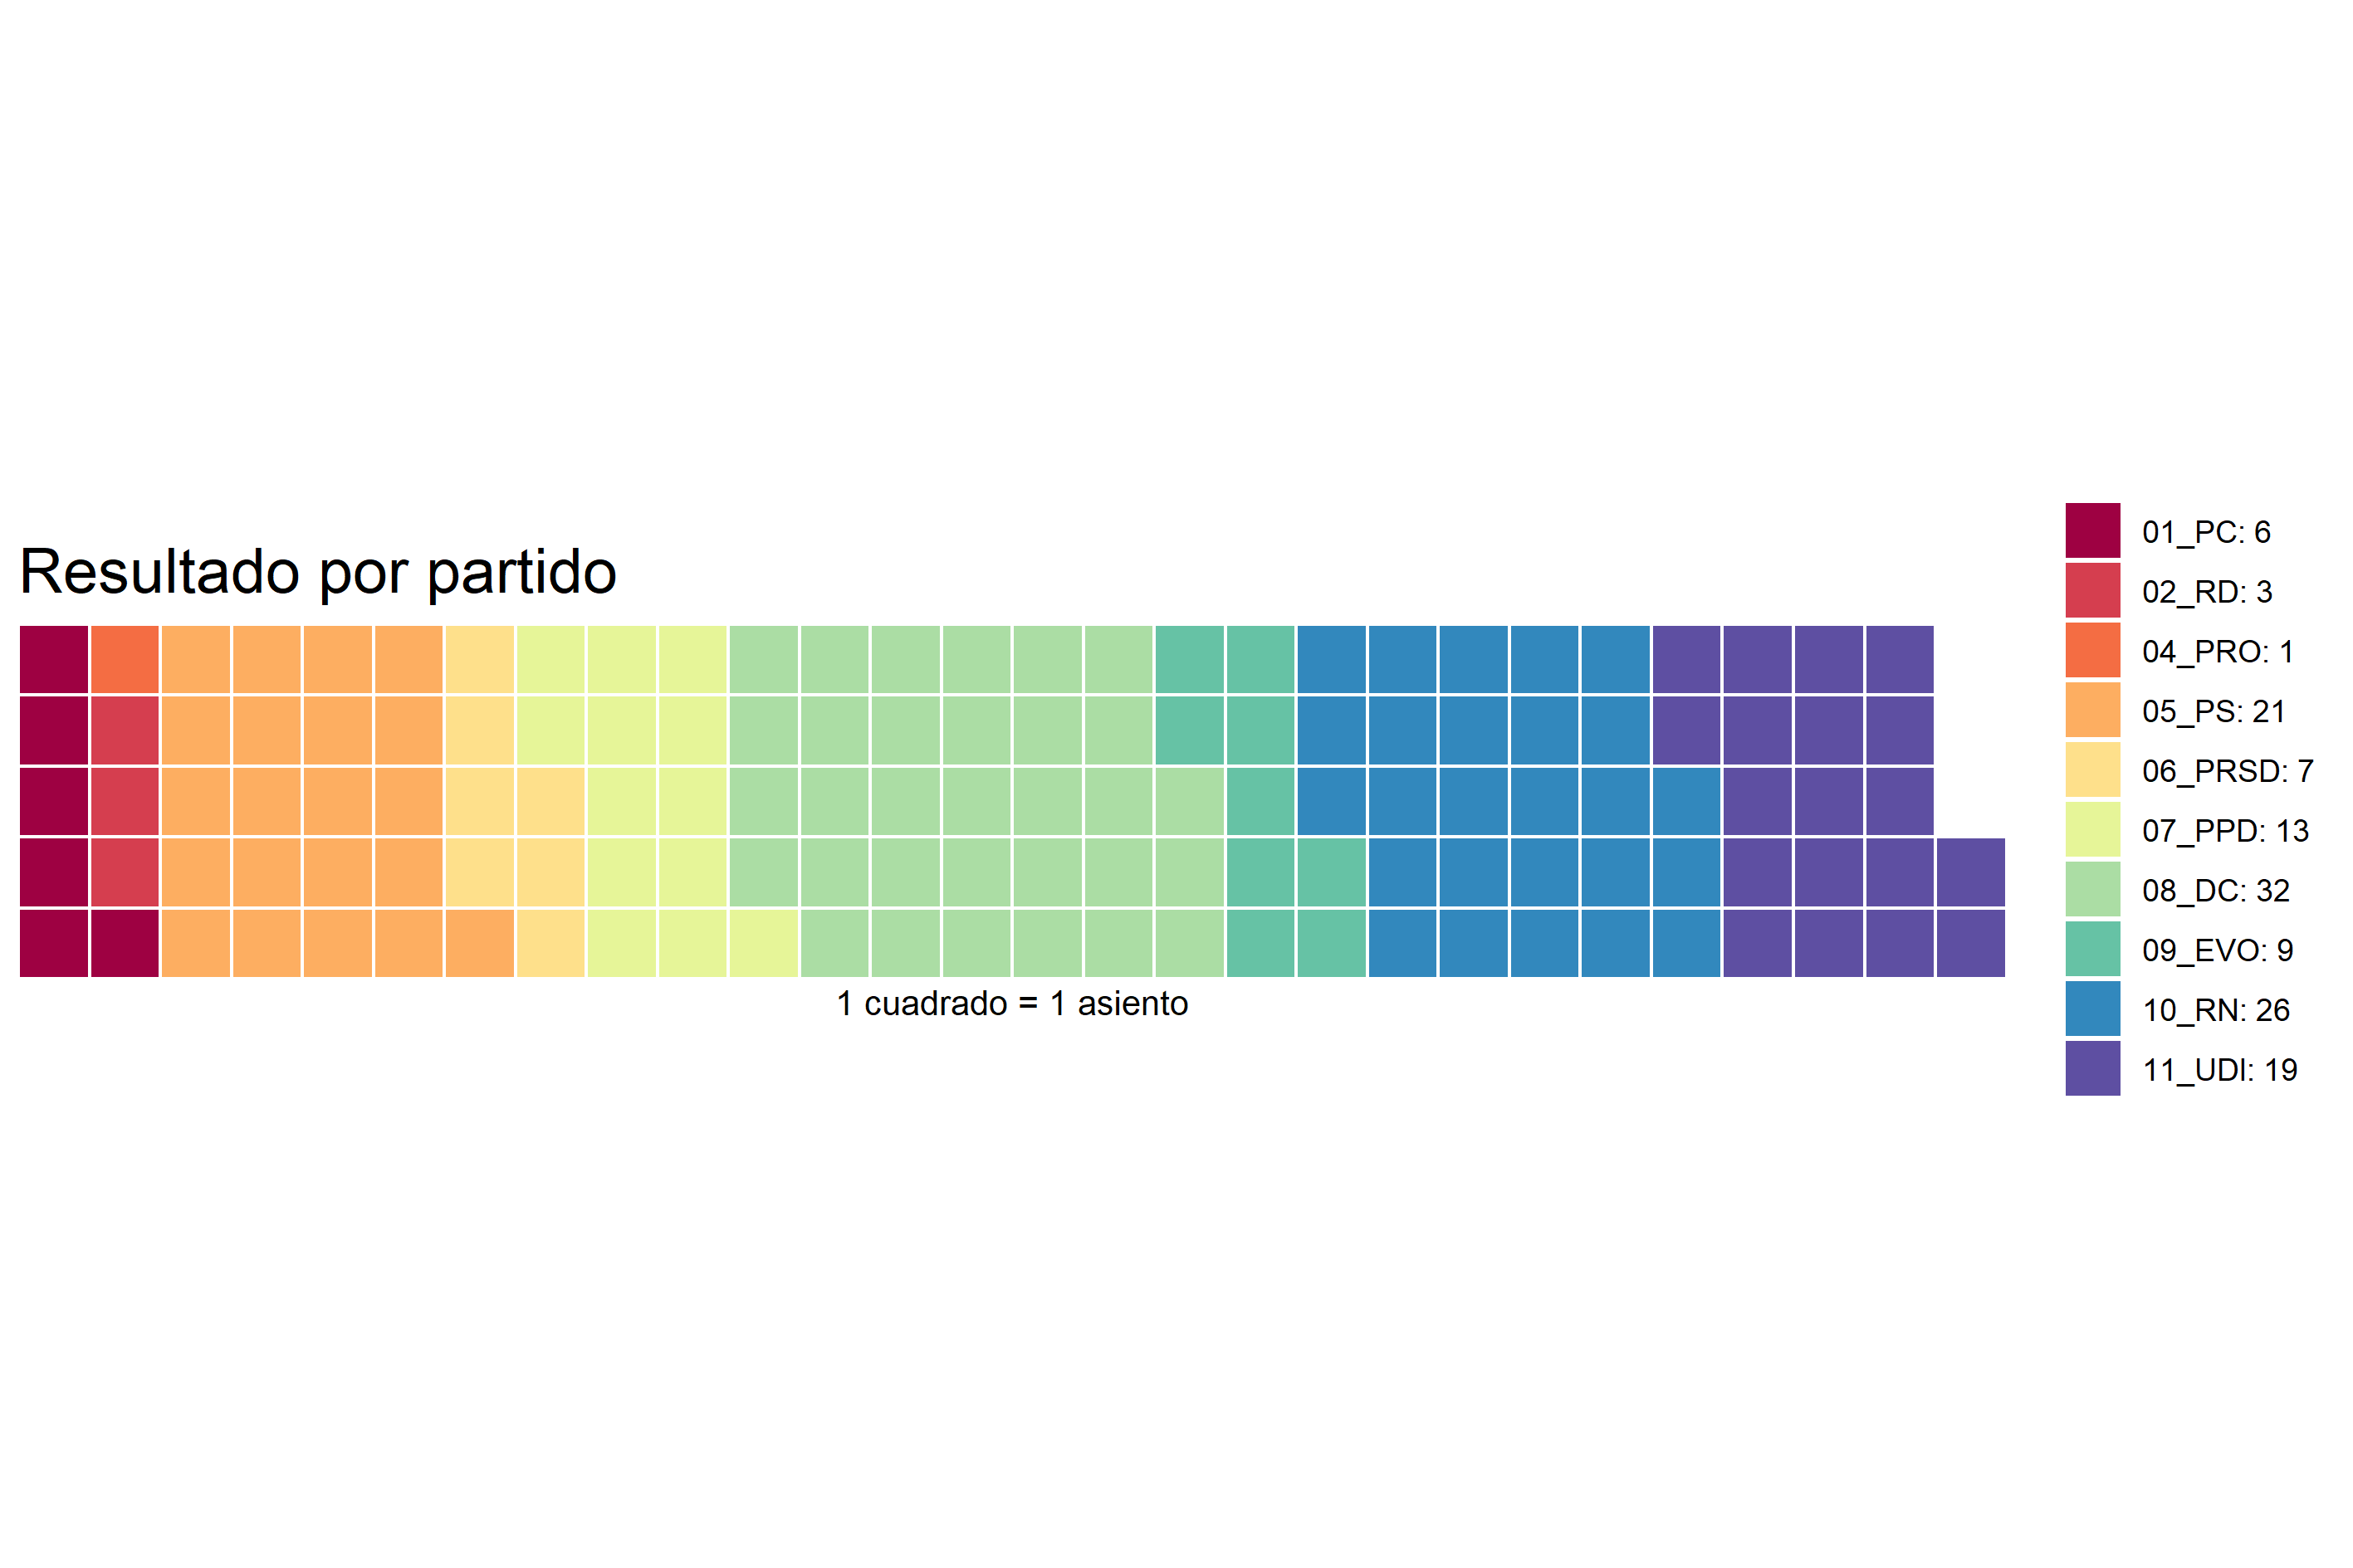 Resultado por partido
1 cuadrado = 1 asiento
01_PC: 6
02_RD: 3
04_PRO: 1
05_PS: 21
06_PRSD: 7
07_PPD: 13
08_DC: 32
09_EVO: 9
10_RN: 26
11_UDI: 19